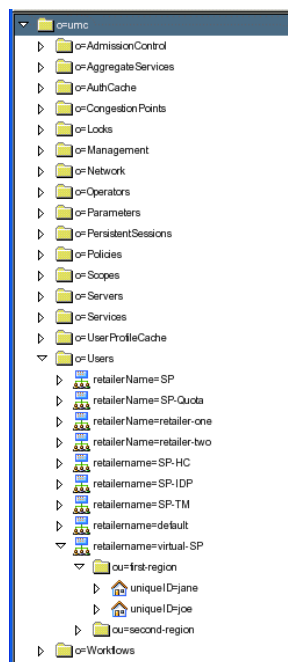 o=umc
o=AdmissionControl
o=AggregateServices
o=AuthCache
o=CongestionPoints
o=Locks
o=Management
o=Network
o=Operators
o=Parameters
o=PersistentSessions
o=Policies
o=Scopes
o=Servers
o=Services
o=UserProfileCache
o=Users
retailerName=SP
retailerName=SP-Quota
retailerName=retailer-one
retailerName=retailer-two
retailername=SP-HC
retailername=SP-IDP
retailername=SP-TM
retailername=default
retailername=virtual-SP
ou=first-region
uniqueID=jane
uniqueID=joe
ou=second-region
o=Workflows